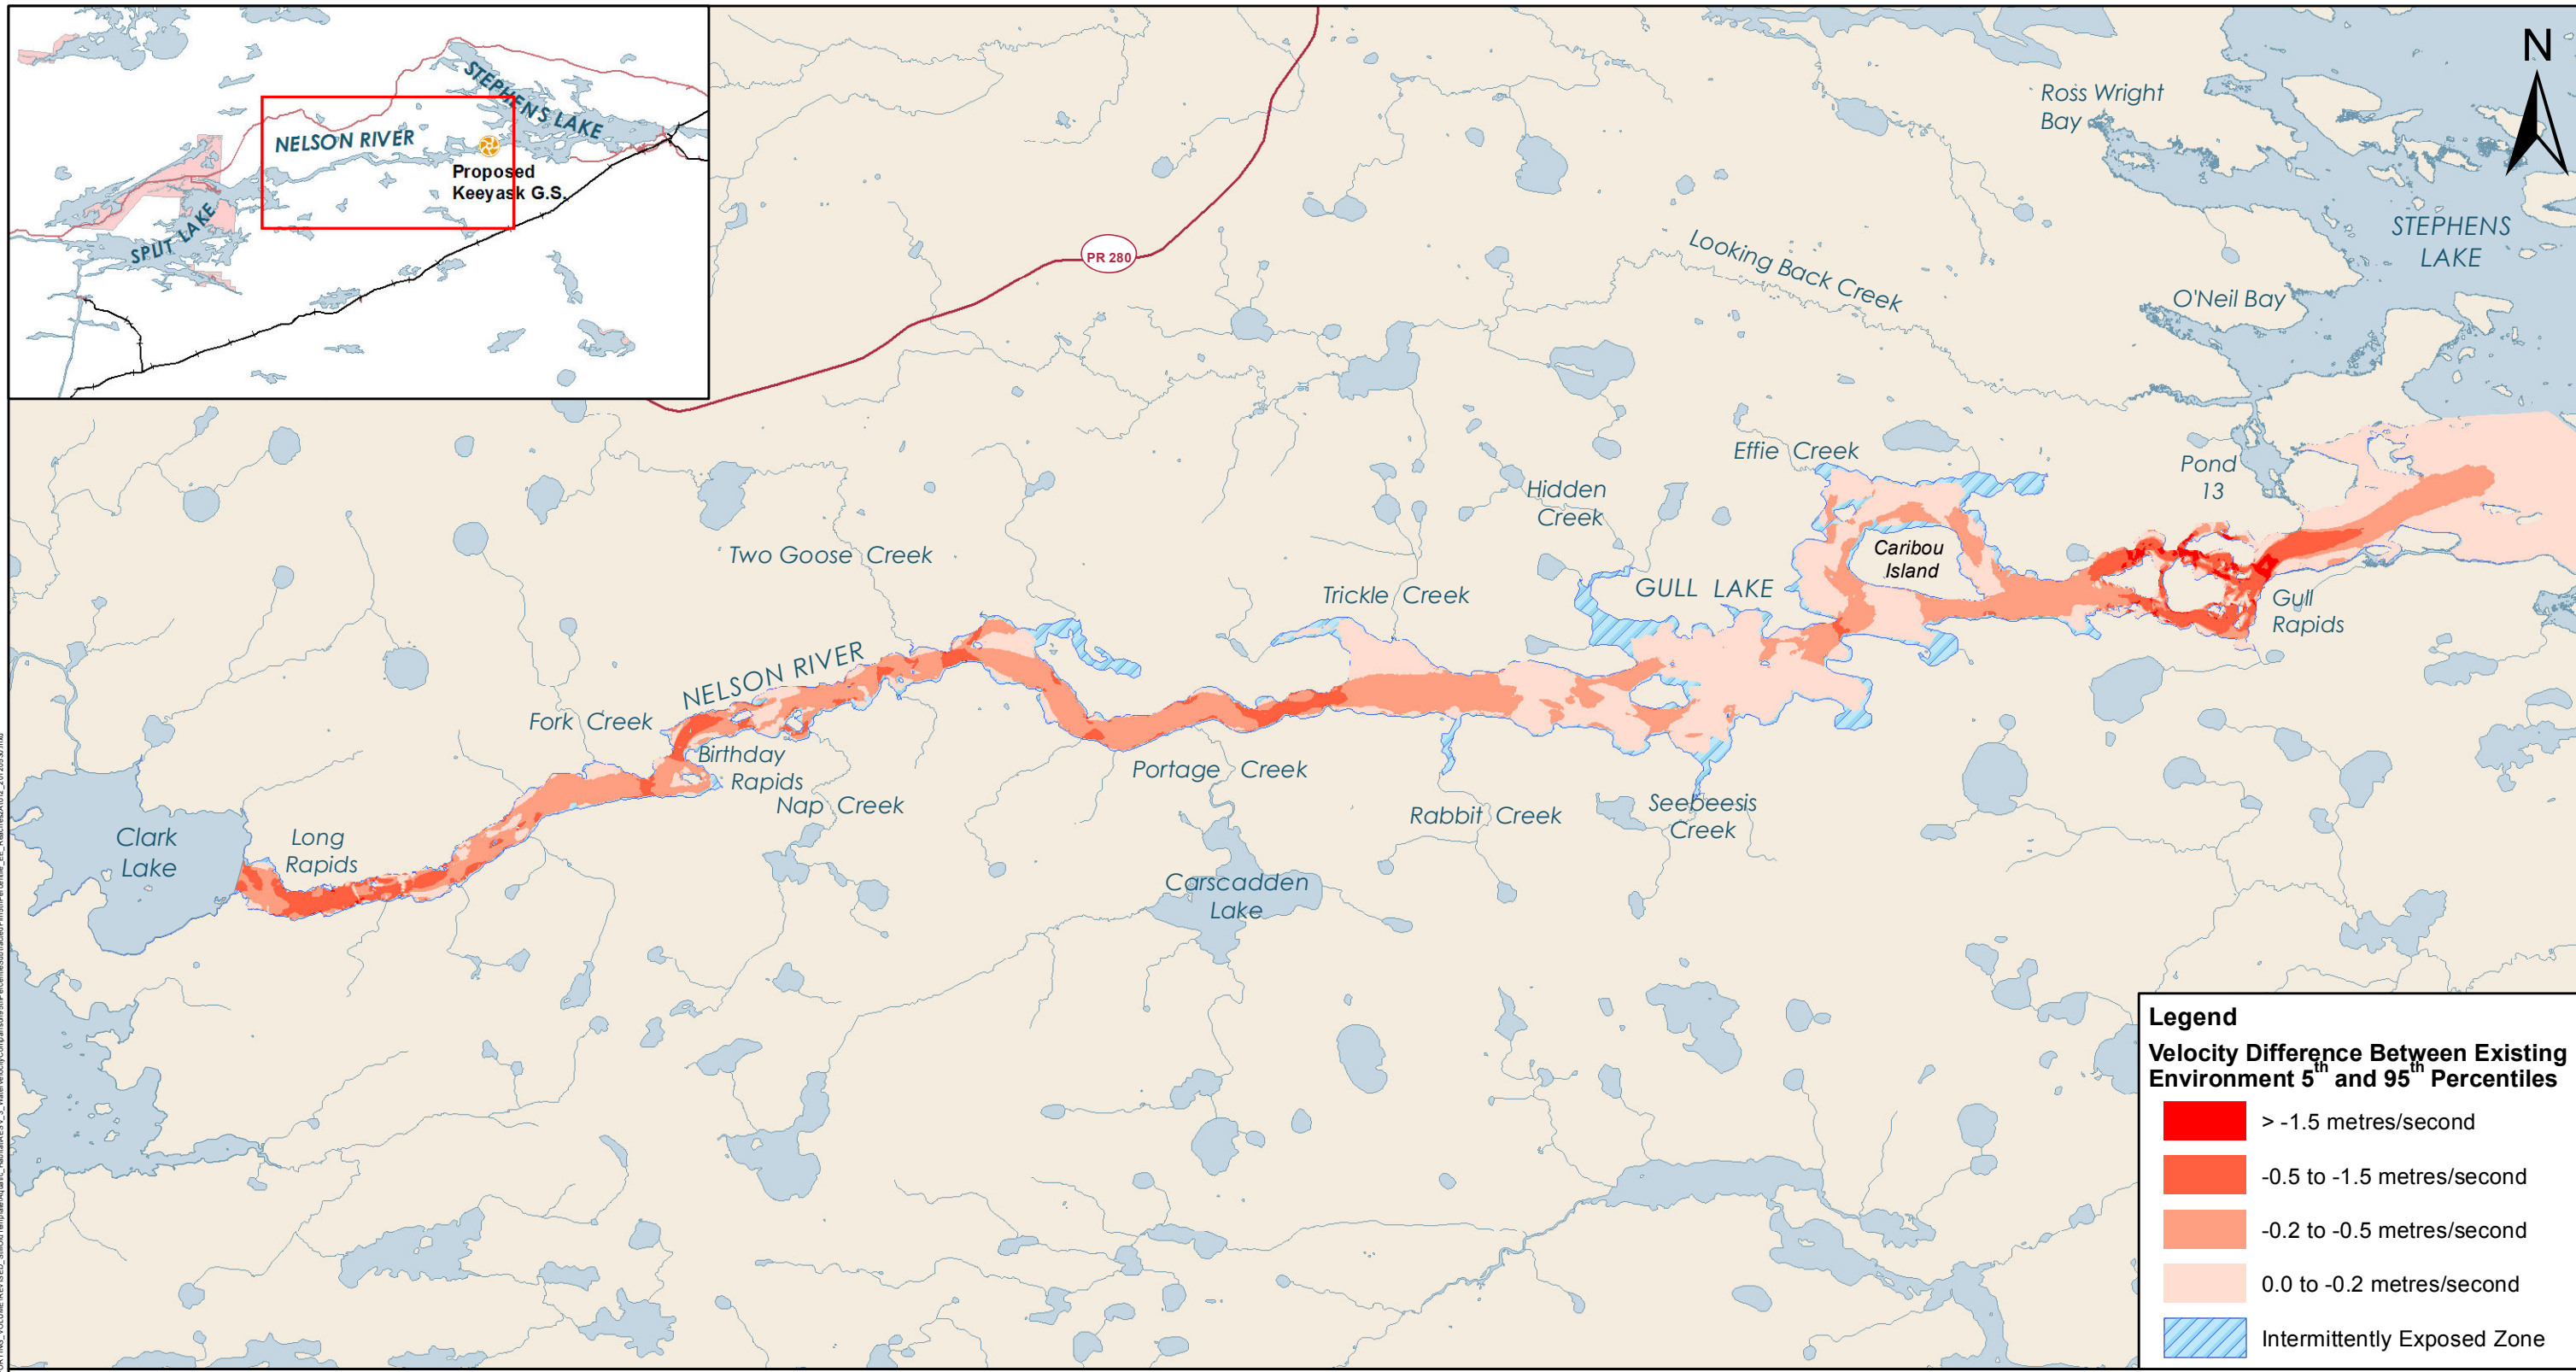 STEPHENS LAKE
NELSON RIVER
Proposed
Keeyask G.S.
SPLIT LAKE
N
PR 280
Ross Wright
Bay
STEPHENS
LAKE
Looking Back Creek
O'Neil Bay
Effie Creek
Pond
13
Hidden
Creek
Two Goose Creek
Caribou
Island
Trickle Creek
GULL LAKE
Gull
Rapids
NELSON RIVER
Fork Creek
Birthday
Rapids
Portage Creek
Nap Creek
Rabbit Creek
Seebeesis
Creek
Clark
Lake
Long
Rapids
Carscadden
Lake
Legend
Velocity Difference Between Existing
Environment 5th and 95th Percentiles
> -1.5 metres/second
-0.5 to -1.5 metres/second
-0.2 to -0.5 metres/second
0.0 to -0.2 metres/second
Intermittently Exposed Zone